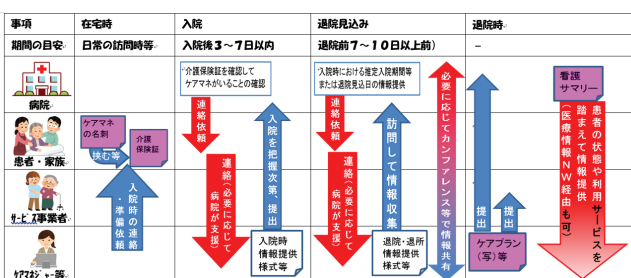 事項
在宅時
入院
退院見込み
退院時
期間の目安
日常の訪問時等
入院後3～7日以内
退院前7～10日以上前)
－
病院
患者・家族
サービス事業者
ケアマネジャー等
ケアマネ
の名刺
介護
保険証
挟む等
入院時の連絡
・準備依頼
介護保険証を確認して
ケアマネがいることの確認
連絡依頼
連絡(必要に応じて
病院が支援)
入院を把握次第、提出
入院時
情報提供
様式等
入院時における推定入院期間等
または退院見込日の情報提供
連絡依頼
連絡(必要に応じて
病院が支援)
訪問して情報収集
退院・退所
情報提供
様式等
必要に応じてカンファレンス等で情報共有
提出
提出
ケアプラン
(写)等
看護
サマリー
患者の状態や利用サービスを
踏まえて情報提供
(医療情報NW経由も可)